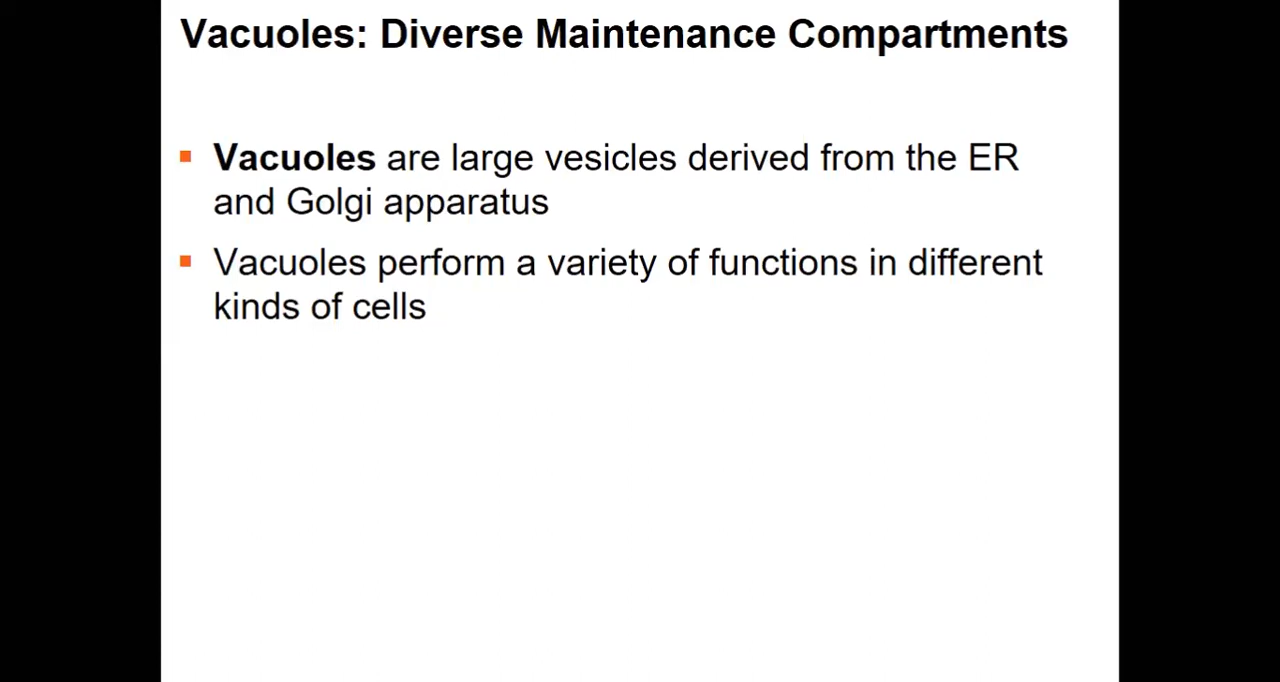 Vacuoles: Diverse Maintenance Compartments
Vacuoles are large vesicles derived from the ER
and Golgi apparatus
Vacuoles perform a variety of functions in different
kinds of cells